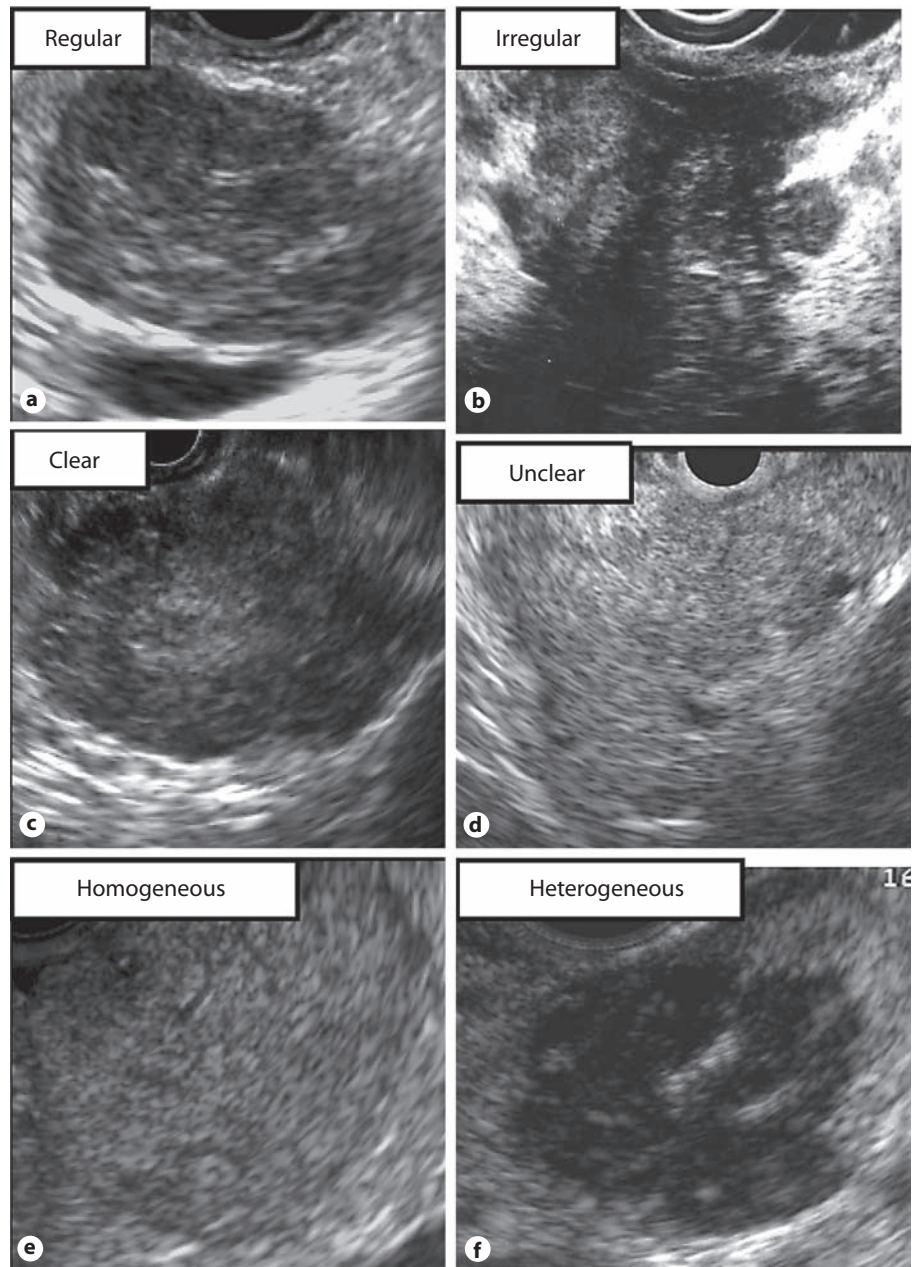 Regular
Irregular
a
b
Clear
Unclear
c
d
Homogeneous
Heterogeneous
16
e
f